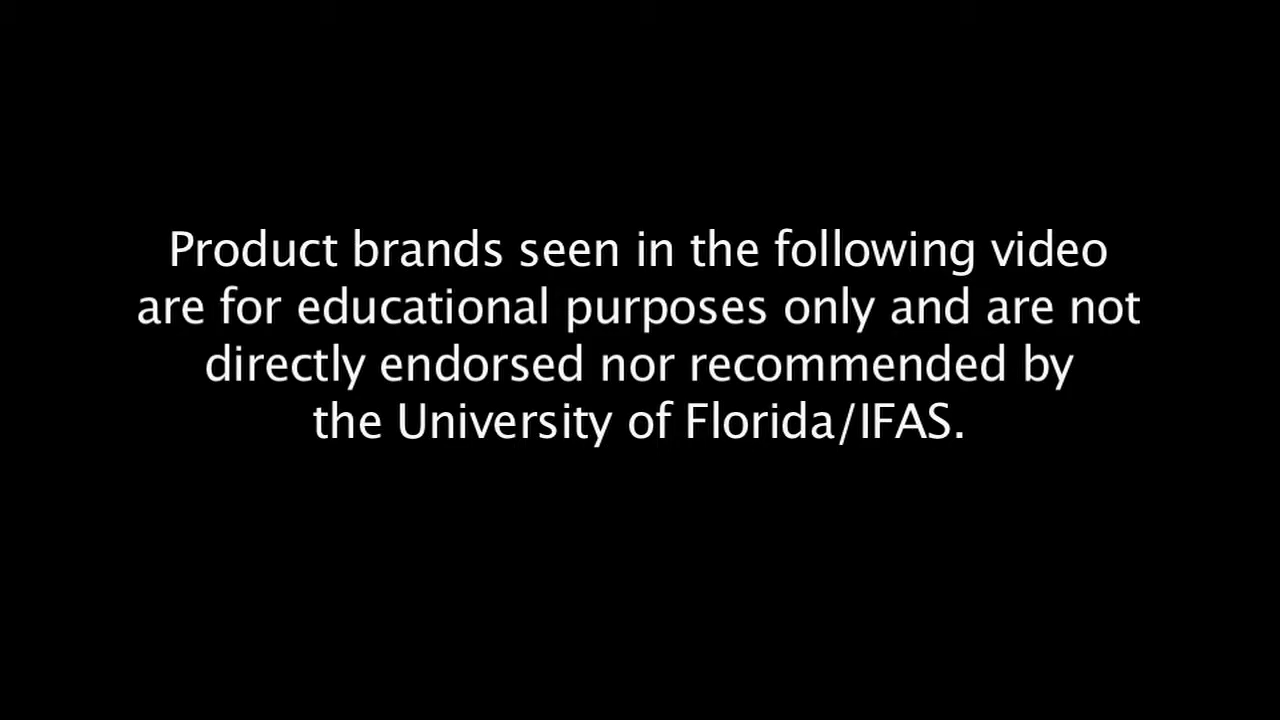 Product brands seen in the following video
are for educational purposes only and are not
directly endorsed nor recommended by
the University of Florida/IFAS.